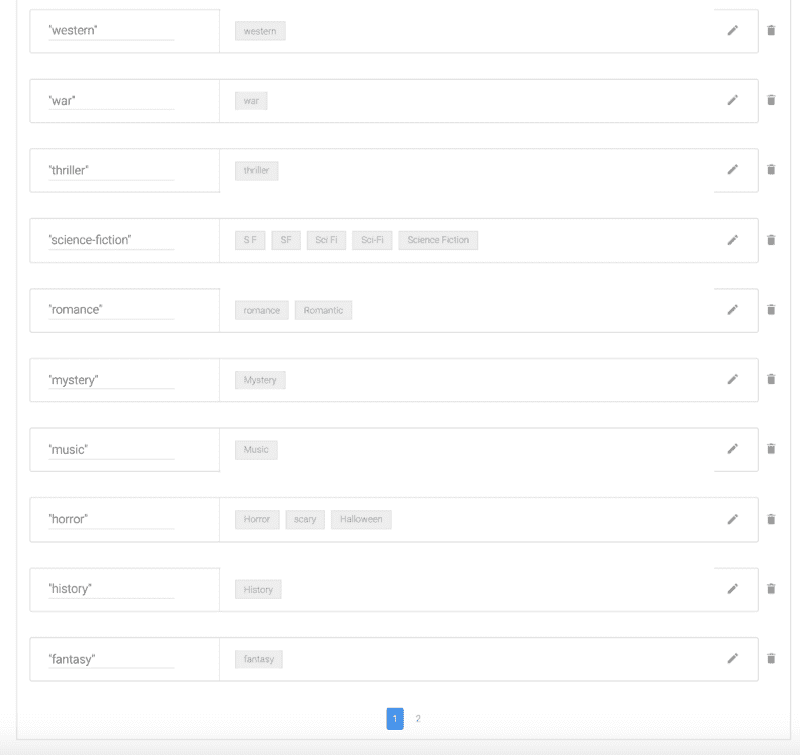 "western" western
"war" war
"thriller" thriller
"science-fiction" S F SF Sci Fi Sci-Fi Science Fiction
"romance" romance Romantic
"mystery" Mystery
"music" Music
"horror" Horror scary Halloween
"history" History
"fantasy" fantasy
1 2